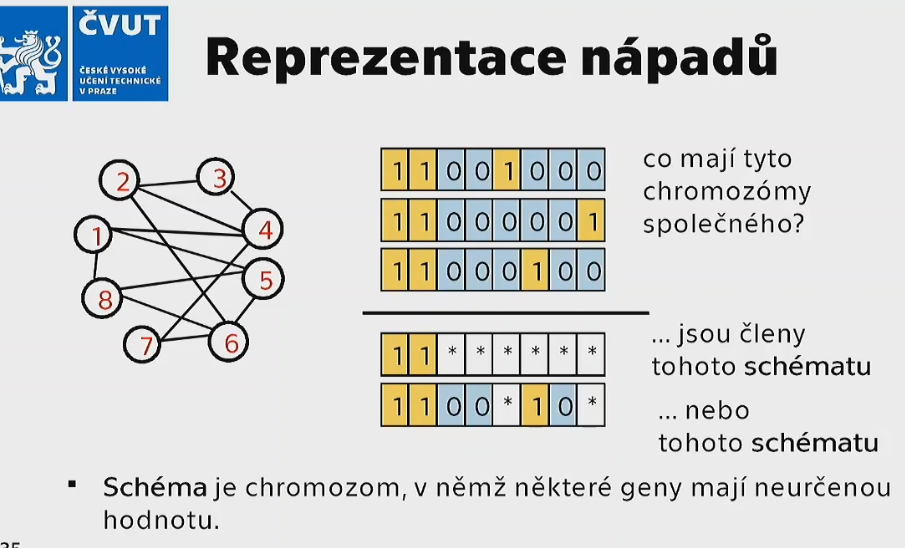 ČVUT
ČESKÉ VYSOKÉ
UČENÍ TECHNICKÉ
V PRAZE
Reprezentace nápadů
2
3
1
4
5
8
7
6
1 1 0 0 1 0 0 0
1 1 0 0 0 0 0 1
1 1 0 0 0 1 0 0
co mají tyto
chromozómy
společného?
1 1 * * * * * *
1 1 0 0 * 1 0 *
... jsou členy
tohoto schématu
... nebo
tohoto schématu
▪ Schéma je chromozom, v němž některé geny mají neurčenou
hodnotu.